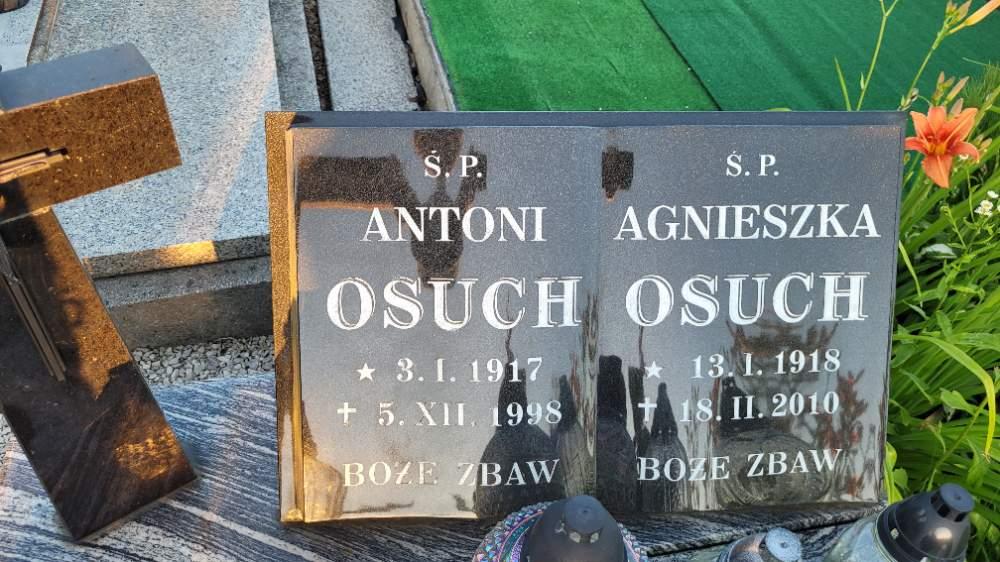 Ś. P.
ANTONI
OSUCH
★ 3. I. 1917
✝ 5. XII. 1998
BOŻE ZBAW
Ś. P.
AGNIESZKA
OSUCH
★ 13. I. 1918
✝ 18. II. 2010
BOŻE ZBAW